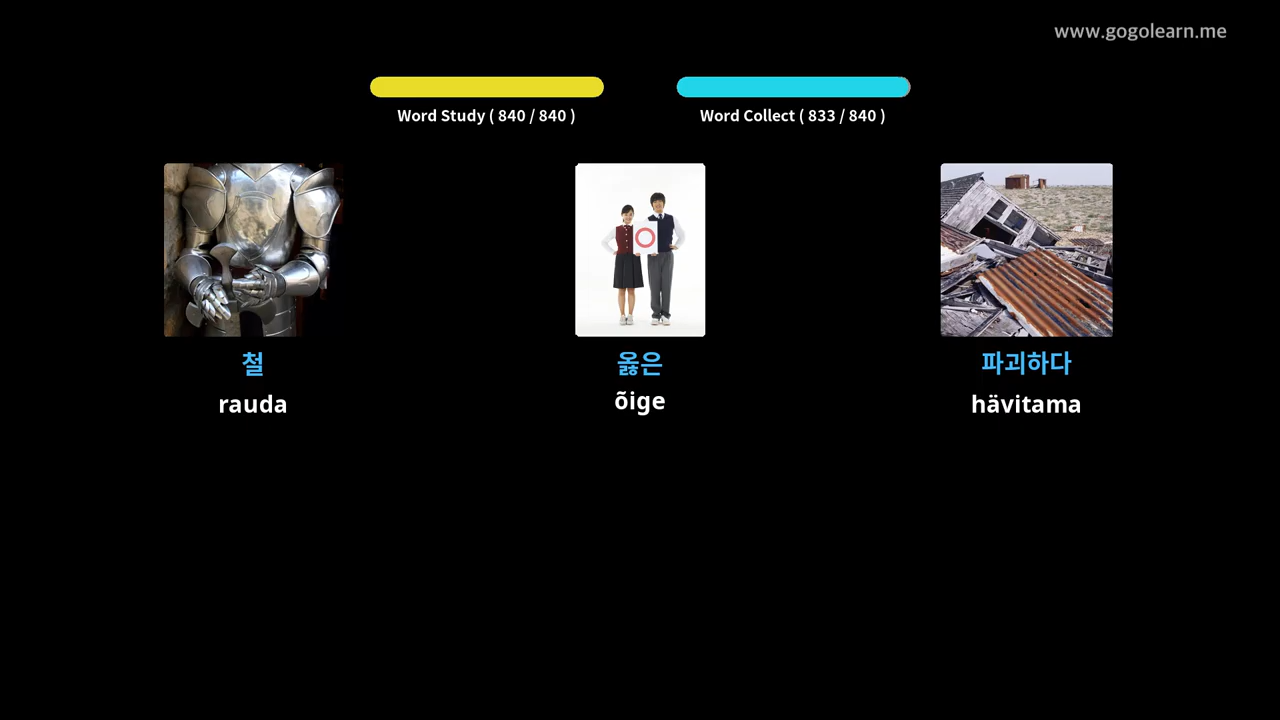 www.gogolearn.me
Word Study ( 840 / 840 )
Word Collect ( 833 / 840 )
철
옳은
파괴하다
rauda
õige
hävitama